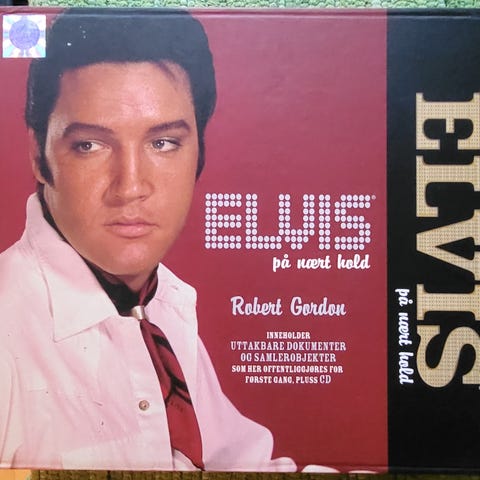 ELVIS®
på nært hold
Robert Gordon
INNEHOLDER
UTTAKBARE DOKUMENTER
OG SAMLEROBJEKTER
SOM HER OFFENTLIGGJØRES FOR
FØRSTE GANG, PLUSS CD
ELVIS
på nært hold